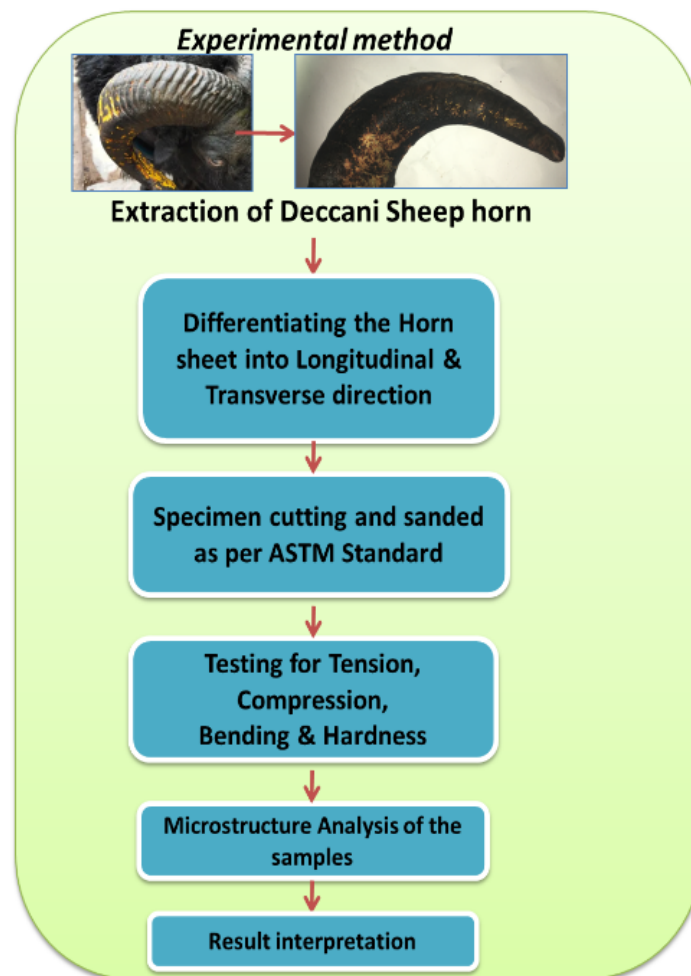 Experimental method
Extraction of Deccani Sheep horn
Differentiating the Horn
sheet into Longitudinal &
Transverse direction
Specimen cutting and sanded
as per ASTM Standard
Testing for Tension,
Compression,
Bending & Hardness
Microstructure Analysis of the
samples
Result interpretation